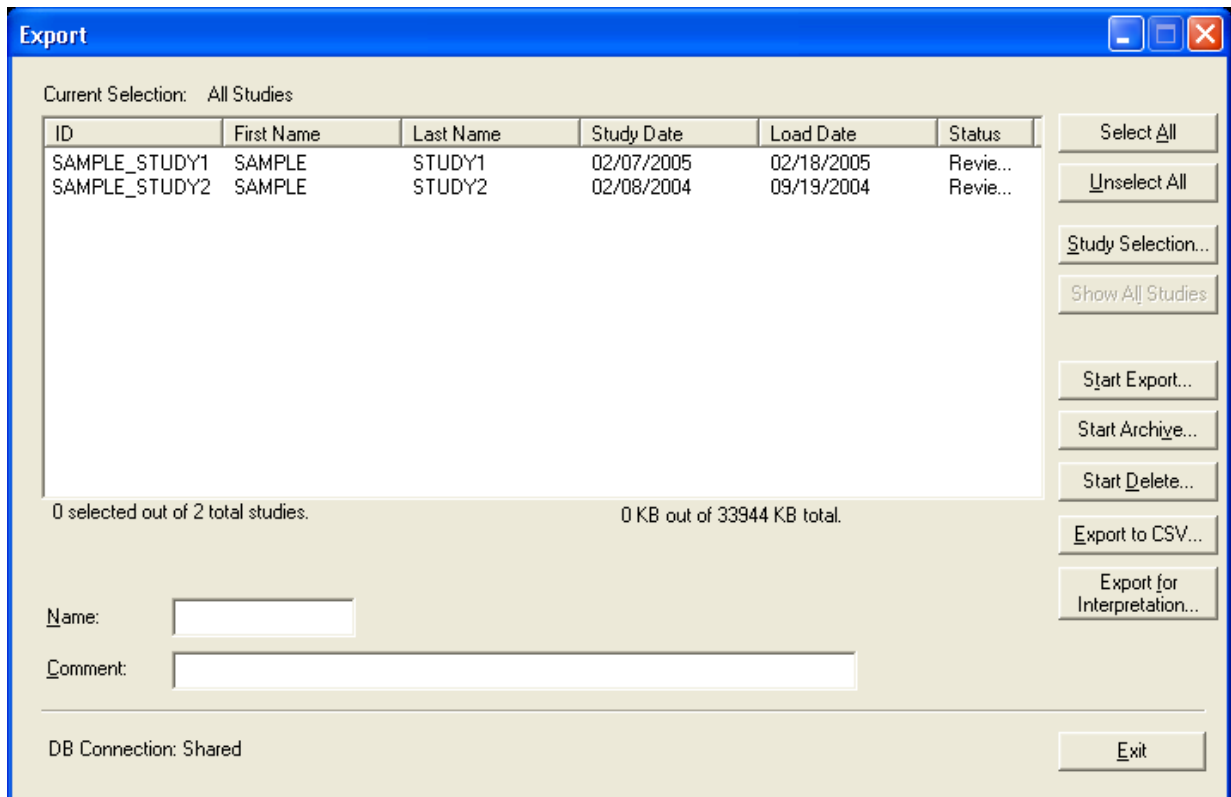 Export
Current Selection: All Studies
ID First Name Last Name Study Date Load Date Status
SAMPLE_STUDY1 SAMPLE STUDY1 02/07/2005 02/18/2005 Revie...
SAMPLE_STUDY2 SAMPLE STUDY2 02/08/2004 09/19/2004 Revie...
Select All
Unselect All
Study Selection...
Show All Studies
Start Export...
Start Archive...
Start Delete...
Export to CSV...
Export for
Interpretation...
0 selected out of 2 total studies. 0 KB out of 33944 KB total.
Name:
Comment:
DB Connection: Shared
Exit